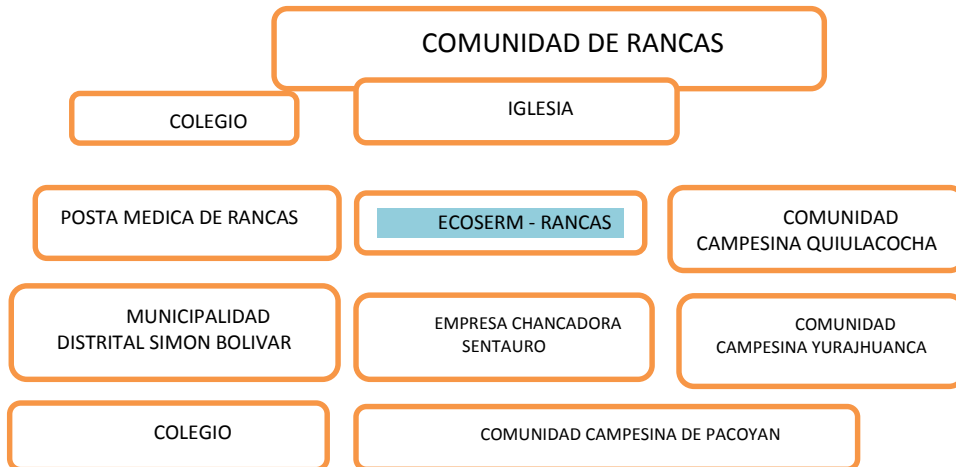 COMUNIDAD DE RANCAS
COLEGIO
IGLESIA
POSTA MEDICA DE RANCAS
ECOSERM - RANCAS
COMUNIDAD
CAMPESINA QUIULACOCHA
MUNICIPALIDAD
DISTRITAL SIMON BOLIVAR
EMPRESA CHANCADORA
SENTAURO
COMUNIDAD
CAMPESINA YURAJHUANCA
COLEGIO
COMUNIDAD CAMPESINA DE PACOYAN